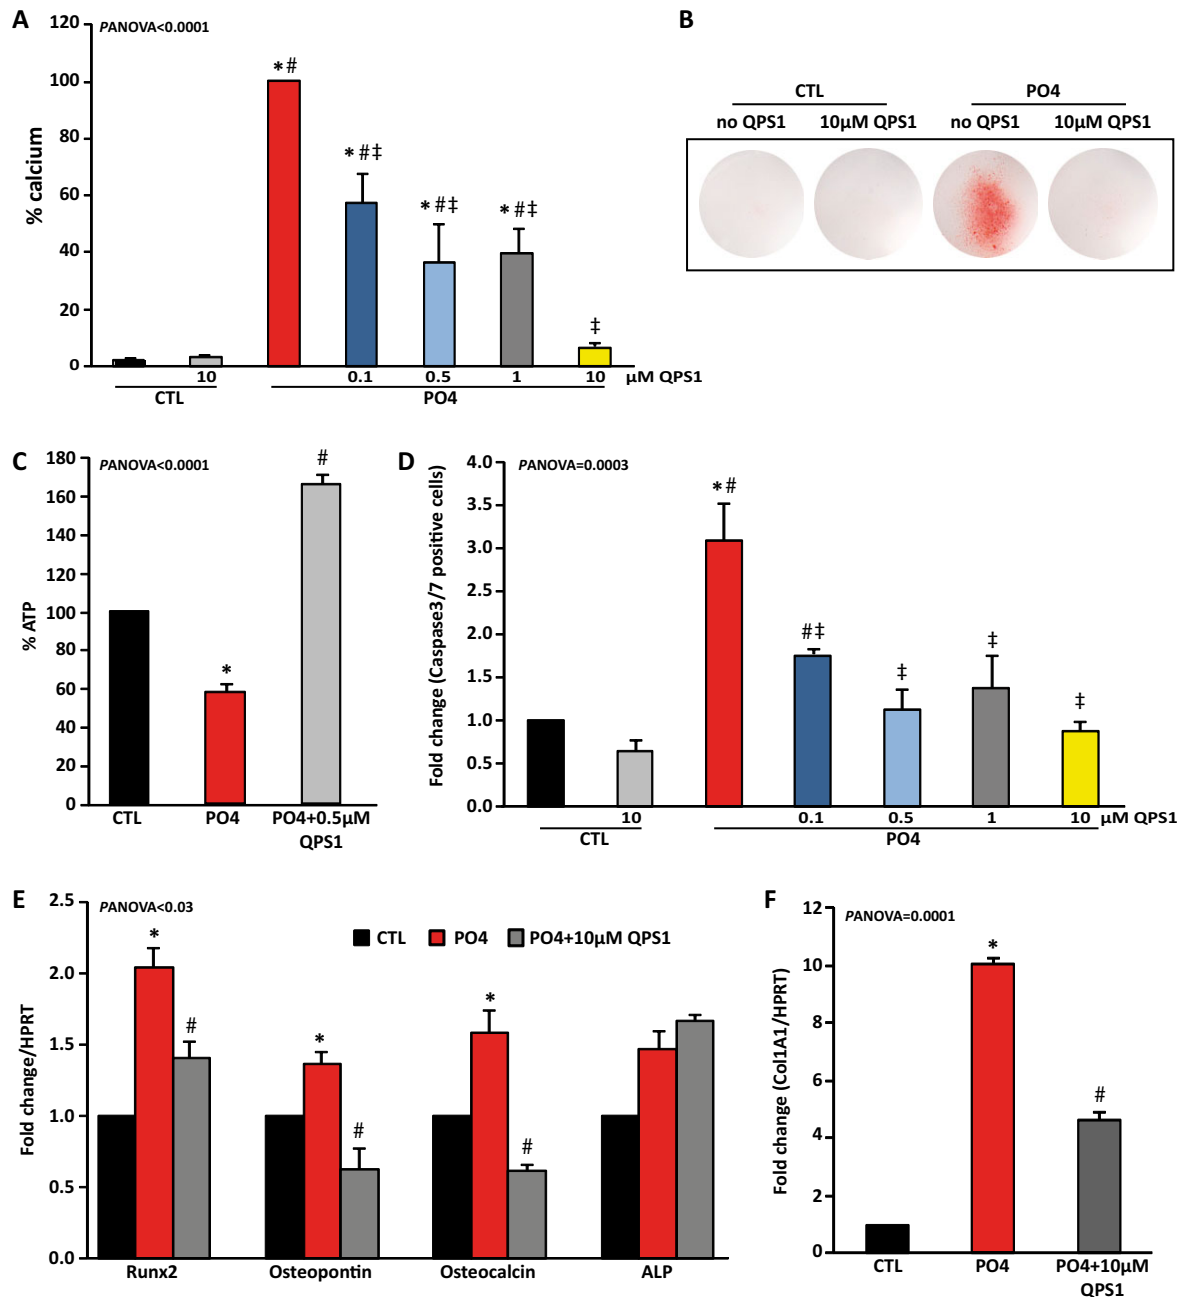 A
PANOVA<0.0001
% calcium
120
100
80
60
40
20
0
*#
*#‡
*#‡
*#‡
‡
10 0.1 0.5 1 10 μM QPS1
CTL PO4
B
CTL PO4
no QPS1 10μM QPS1 no QPS1 10μM QPS1
C
PANOVA<0.0001
% ATP
180
160
140
120
100
80
60
40
20
0
*
#
CTL PO4 PO4+0.5μM
QPS1
D
PANOVA=0.0003
Fold change (Caspase3/7 positive cells)
4.0
3.5
3.0
2.5
2.0
1.5
1.0
0.5
0.0
*#
#‡
‡
‡
‡
10 0.1 0.5 1 10 μM QPS1
CTL PO4
E
PANOVA<0.03
CTL PO4 PO4+10μM QPS1
Fold change/HPRT
2.5
2.0
1.5
1.0
0.5
0.0
*
#
*
#
*
#
Runx2 Osteopontin Osteocalcin ALP
F
PANOVA=0.0001
Fold change (Col1A1/HPRT)
12
10
8
6
4
2
0
*
#
CTL PO4 PO4+10μM
QPS1